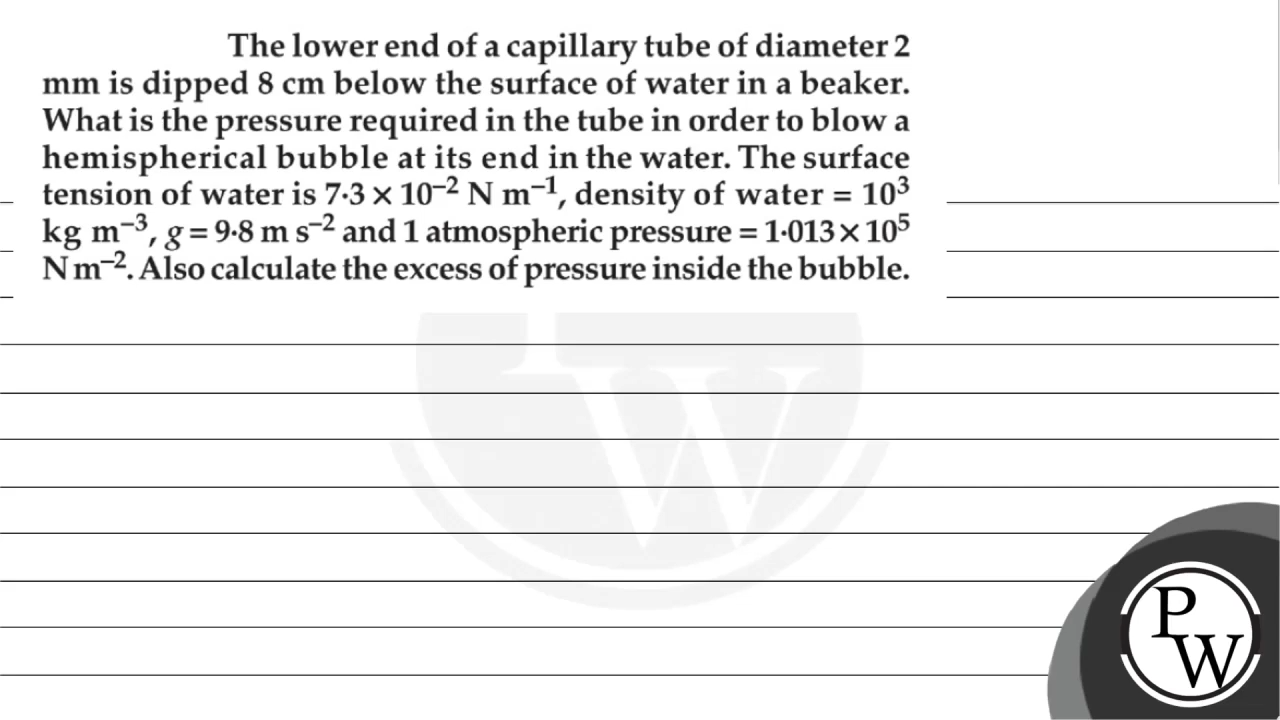 The lower end of a capillary tube of diameter 2
mm is dipped 8 cm below the surface of water in a beaker.
What is the pressure required in the tube in order to blow a
hemispherical bubble at its end in the water. The surface
tension of water is 7·3 × 10⁻² N m⁻¹, density of water = 10³
kg m⁻³, g = 9·8 m s⁻² and 1 atmospheric pressure = 1·013 × 10⁵
N m⁻². Also calculate the excess of pressure inside the bubble.
W
P
W